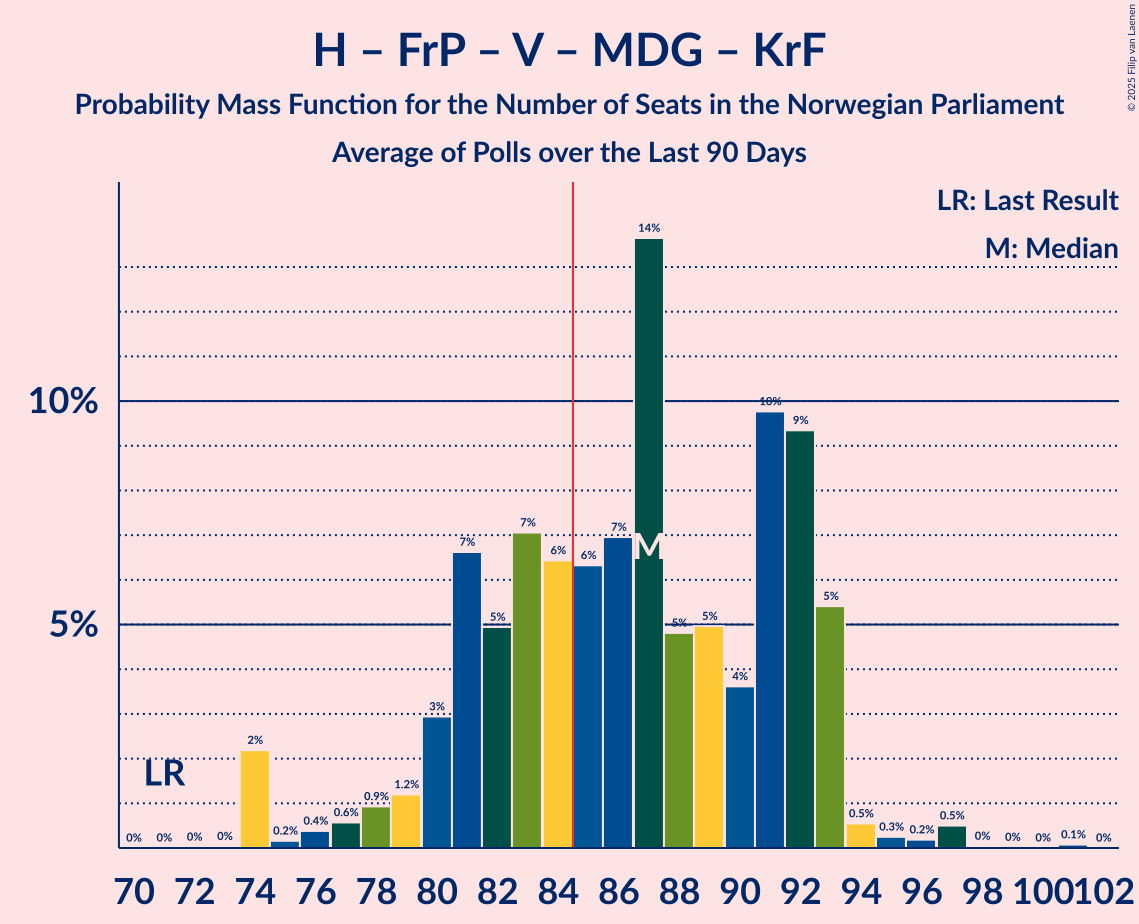 H – FrP – V – MDG – KrF
Probability Mass Function for the Number of Seats in the Norwegian Parliament
Average of Polls over the Last 90 Days
© 2025 Filip van Laenen
LR: Last Result
M: Median
10%
5%
LR
M
0% 0% 0% 0% 2% 0.2% 0.4% 0.6% 0.9% 1.2% 3% 7% 5% 7% 6% 6% 7% 14% 5% 5% 4% 10% 9% 5% 0.5% 0.3% 0.2% 0.5% 0% 0% 0% 0.1% 0%
70 72 74 76 78 80 82 84 86 88 90 92 94 96 98 100 102